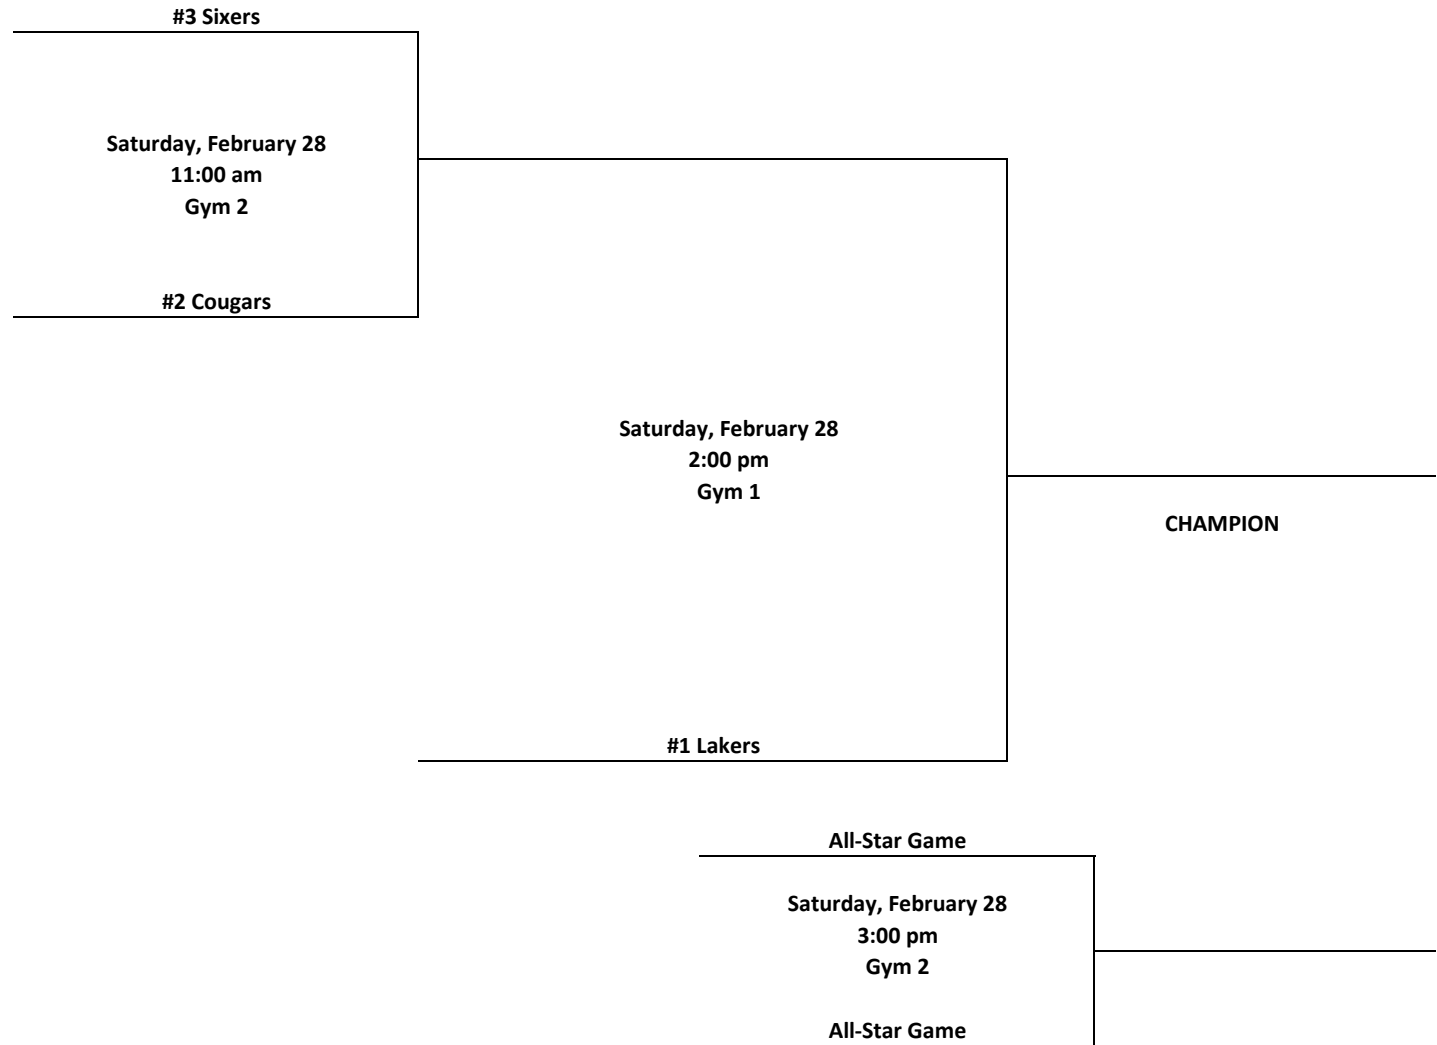 #3 Sixers
Saturday, February 28
11:00 am
Gym 2
#2 Cougars
Saturday, February 28
2:00 pm
Gym 1
CHAMPION
#1 Lakers
All-Star Game
Saturday, February 28
3:00 pm
Gym 2
All-Star Game